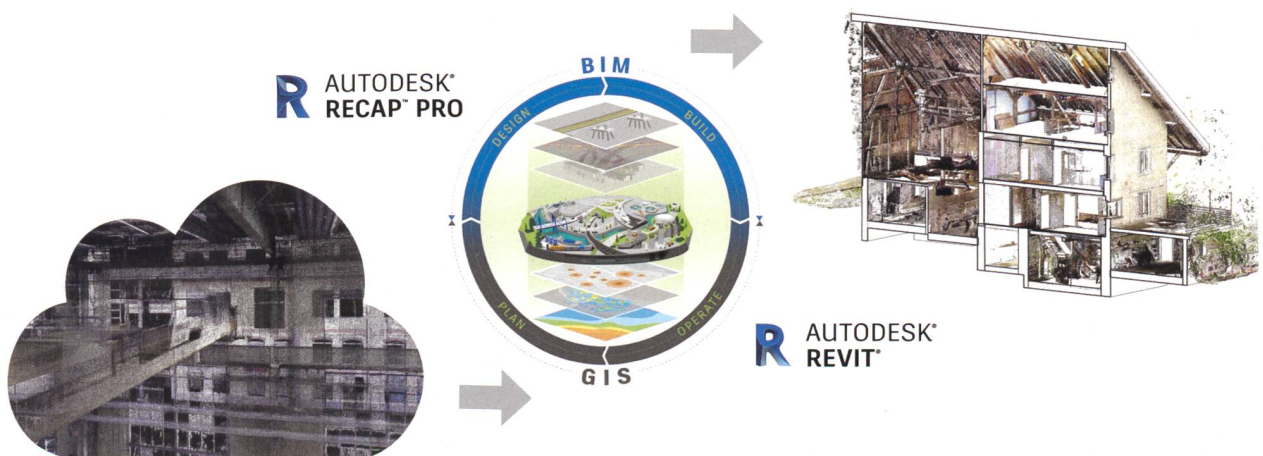 AUTODESK®
RECAP™ PRO
BIM
DESIGN
BUILD
PLAN
OPERATE
GIS
AUTODESK®
REVIT®